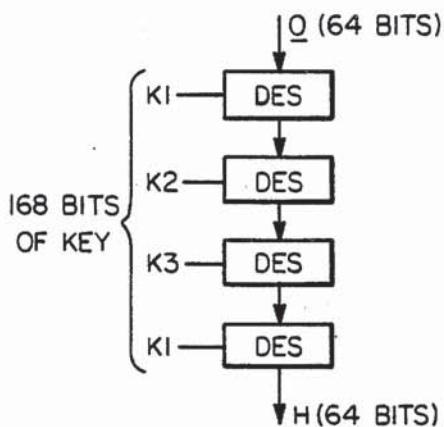 0 (64 BITS)
K1 DES
K2 DES
168 BITS
OF KEY
K3 DES
K1 DES
H (64 BITS)